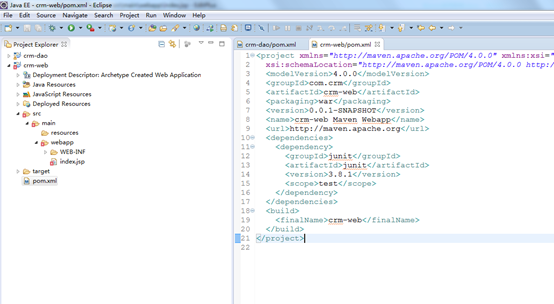 Java EE - crm-web/pom.xml - Eclipse
File Edit Source Navigate Search Project Run Window Help
Project Explorer
crm-dao
crm-web
Deployment Descriptor: Archetype Created Web Application
Java Resources
JavaScript Resources
Deployed Resources
src
main
resources
webapp
WEB-INF
index.jsp
target
pom.xml
crm-dao/pom.xml crm-web/pom.xml
1 <project xmlns="http://maven.apache.org/POM/4.0.0" xmlns:xsi="
2 xsi:schemaLocation="http://maven.apache.org/POM/4.0.0 http:
3 <modelVersion>4.0.0</modelVersion>
4 <groupId>com.crm</groupId>
5 <artifactId>crm-web</artifactId>
6 <packaging>war</packaging>
7 <version>0.0.1-SNAPSHOT</version>
8 <name>crm-web Maven Webapp</name>
9 <url>http://maven.apache.org</url>
10 <dependencies>
11 <dependency>
12 <groupId>junit</groupId>
13 <artifactId>junit</artifactId>
14 <version>3.8.1</version>
15 <scope>test</scope>
16 </dependency>
17 </dependencies>
18 <build>
19 <finalName>crm-web</finalName>
20 </build>
21 </project>
22